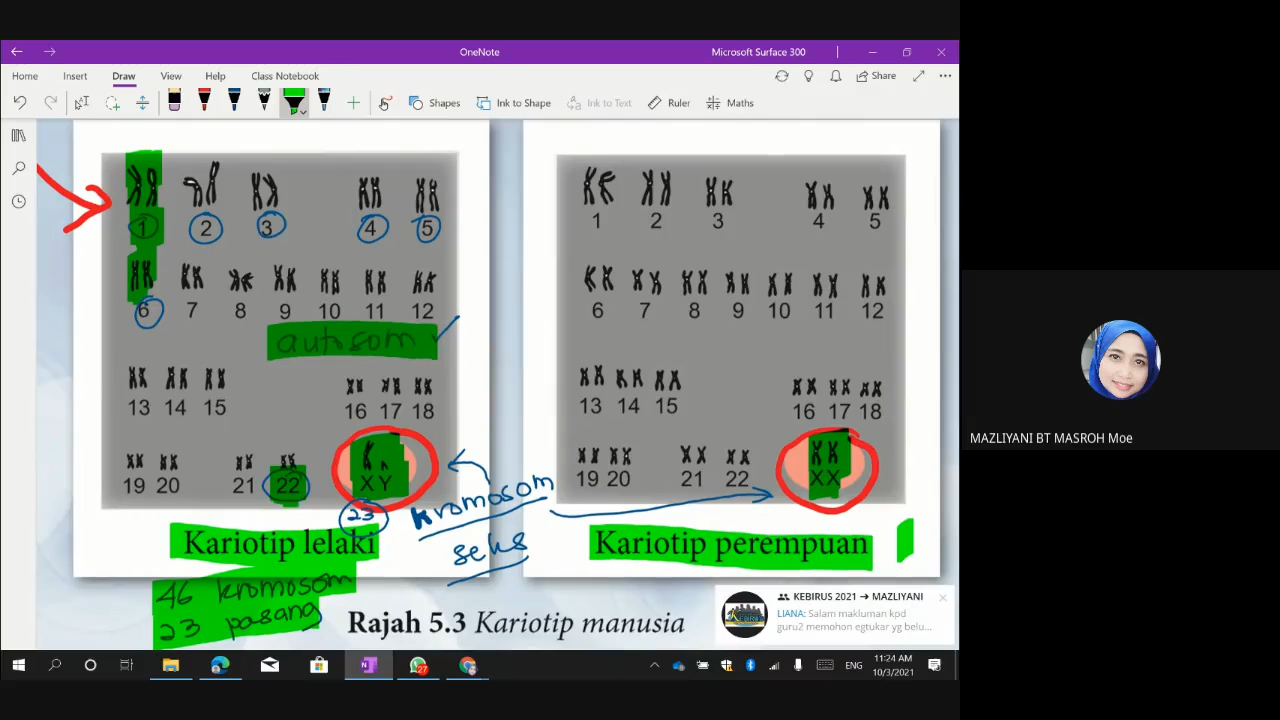 OneNote
Microsoft Surface 300
Home Insert Draw View Help Class Notebook
Share
Shapes Ink to Shape Ink to Text Ruler Maths
1 2 3 4 5
6 7 8 9 10 11 12
autosom
13 14 15 16 17 18
19 20 21 22 XY
23
Kariotip lelaki
46 kromosom
23 pasang
kromosom
seks
1 2 3 4 5
6 7 8 9 10 11 12
13 14 15 16 17 18
19 20 21 22 XX
Kariotip perempuan
Rajah 5.3 Kariotip manusia
KEBIRUS 2021 → MAZLIYANI
LIANA: Salam makluman kpd
guru2 memohon egtukar yg belu...
27
ENG
11:24 AM
10/3/2021
MAZLIYANI BT MASROH Moe